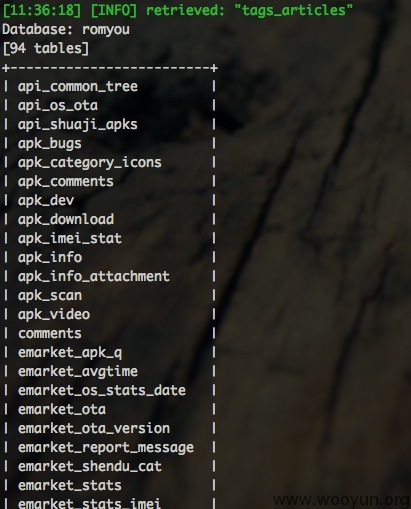 [11:36:18] [INFO] retrieved: "tags_articles"
Database: romyou
[94 tables]
+-------------------------+
| api_common_tree |
| api_os_ota |
| api_shuaji_apks |
| apk_bugs |
| apk_category_icons |
| apk_comments |
| apk_dev |
| apk_download |
| apk_imei_stat |
| apk_info |
| apk_info_attachment |
| apk_scan |
| apk_video |
| comments |
| emarket_apk_q |
| emarket_avgtime |
| emarket_os_stats_date |
| emarket_ota |
| emarket_ota_version |
| emarket_report_message |
| emarket_shendu_cat |
| emarket_stats |
| emarket_stats_imei |
www.wooyun.org